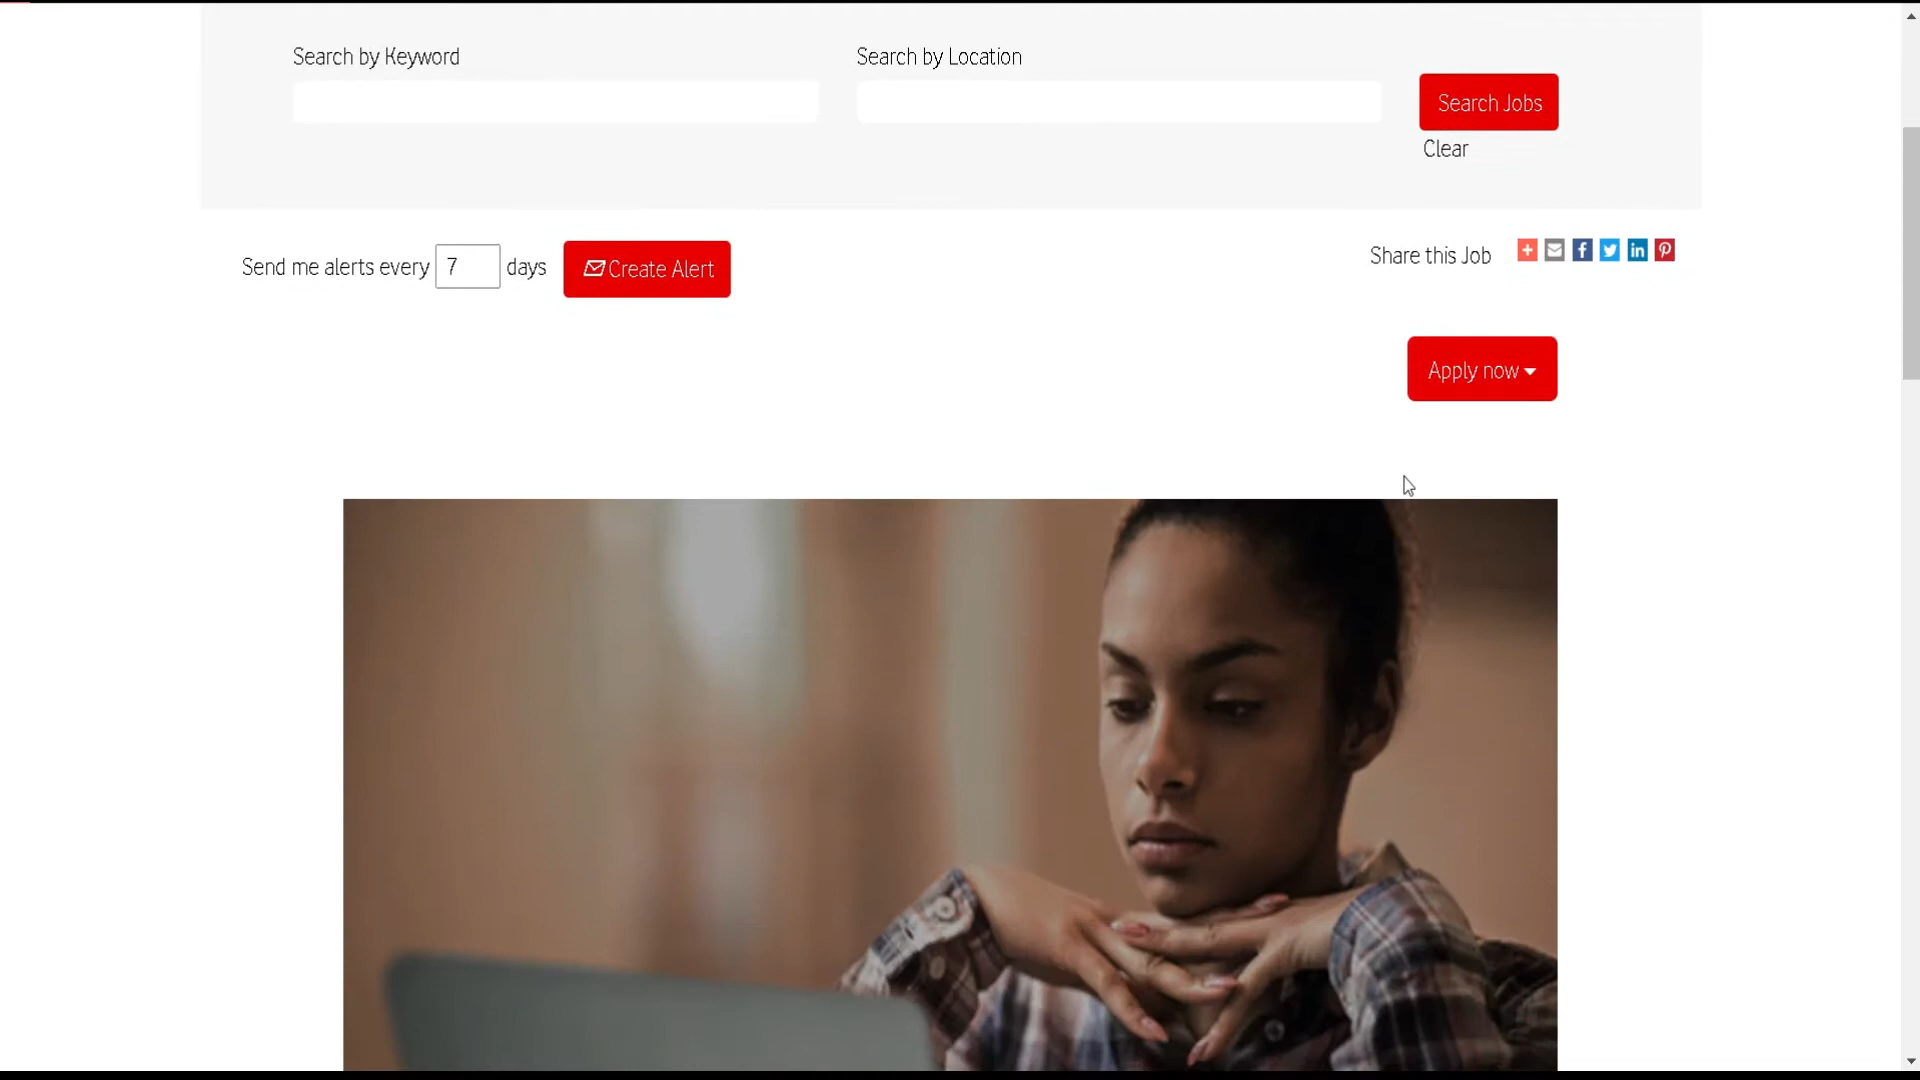 Search by Keyword
Search by Location
Search Jobs
Clear
Send me alerts every 7 days
Create Alert
Share this Job
Apply now